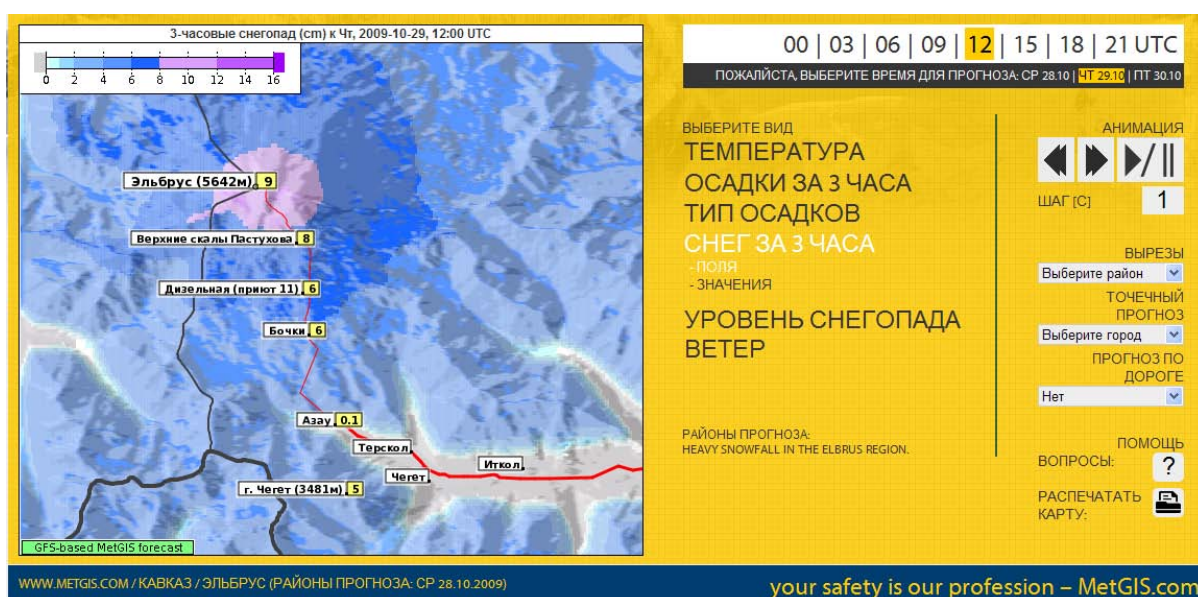 3-часовые снегопад (cm) к Чт, 2009-10-29, 12:00 UTC
0 2 4 6 8 10 12 14 16
Эльбрус (5642м) 9
Верхние скалы Пастухова 8
Дизельная (приют 11) 6
Бочки 6
Азау 0.1
Терскол
Чегет
Иткол
г. Чегет (3481м) 5
GFS-based MetGIS forecast
00 | 03 | 06 | 09 | 12 | 15 | 18 | 21 UTC
ПОЖАЛЙСТА, ВЫБЕРИТЕ ВРЕМЯ ДЛЯ ПРОГНОЗА: СР 28.10 | ЧТ 29.10 | ПТ 30.10
ВЫБЕРИТЕ ВИД
ТЕМПЕРАТУРА
ОСАДКИ ЗА 3 ЧАСА
ТИП ОСАДКОВ
СНЕГ ЗА 3 ЧАСА
- ПОЛЯ
- ЗНАЧЕНИЯ
УРОВЕНЬ СНЕГОПАДА
ВЕТЕР
РАЙОНЫ ПРОГНОЗА:
HEAVY SNOWFALL IN THE ELBRUS REGION.
АНИМАЦИЯ
ШАГ [С] 1
ВЫРЕЗЫ
Выберите район
ТОЧЕЧНЫЙ
ПРОГНОЗ
Выберите город
ПРОГНОЗ ПО
ДОРОГЕ
Нет
ПОМОЩЬ
ВОПРОСЫ: ?
РАСПЕЧАТАТЬ
КАРТУ:
WWW.METGIS.COM / КАВКАЗ / ЭЛЬБРУС (РАЙОНЫ ПРОГНОЗА: СР 28.10.2009)
your safety is our profession – MetGIS.com